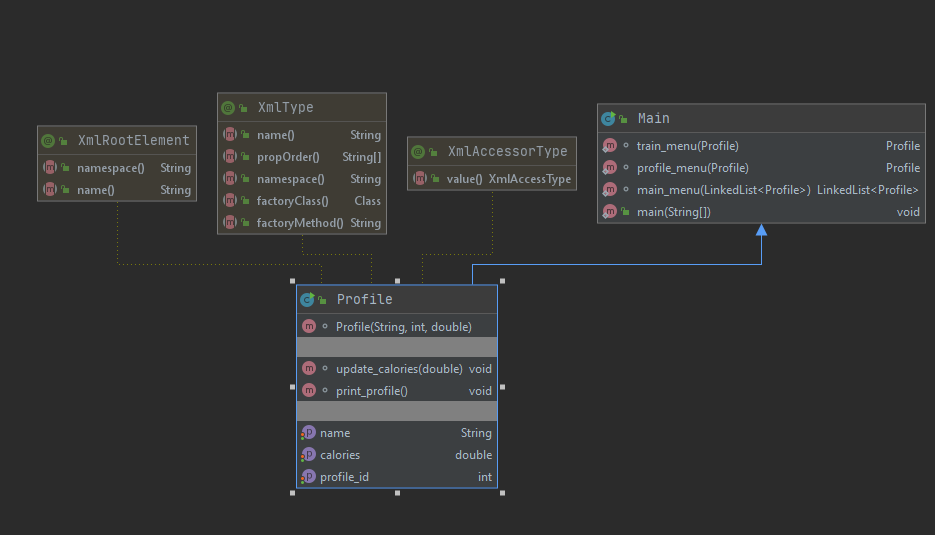 XmlRootElement
namespace() String
name() String
XmlType
name() String
propOrder() String[]
namespace() String
factoryClass() Class
factoryMethod() String
XmlAccessorType
value() XmlAccessType
Main
train_menu(Profile) Profile
profile_menu(Profile) Profile
main_menu(LinkedList<Profile>) LinkedList<Profile>
main(String[]) void
Profile
Profile(String, int, double)
update_calories(double) void
print_profile() void
name String
calories double
profile_id int